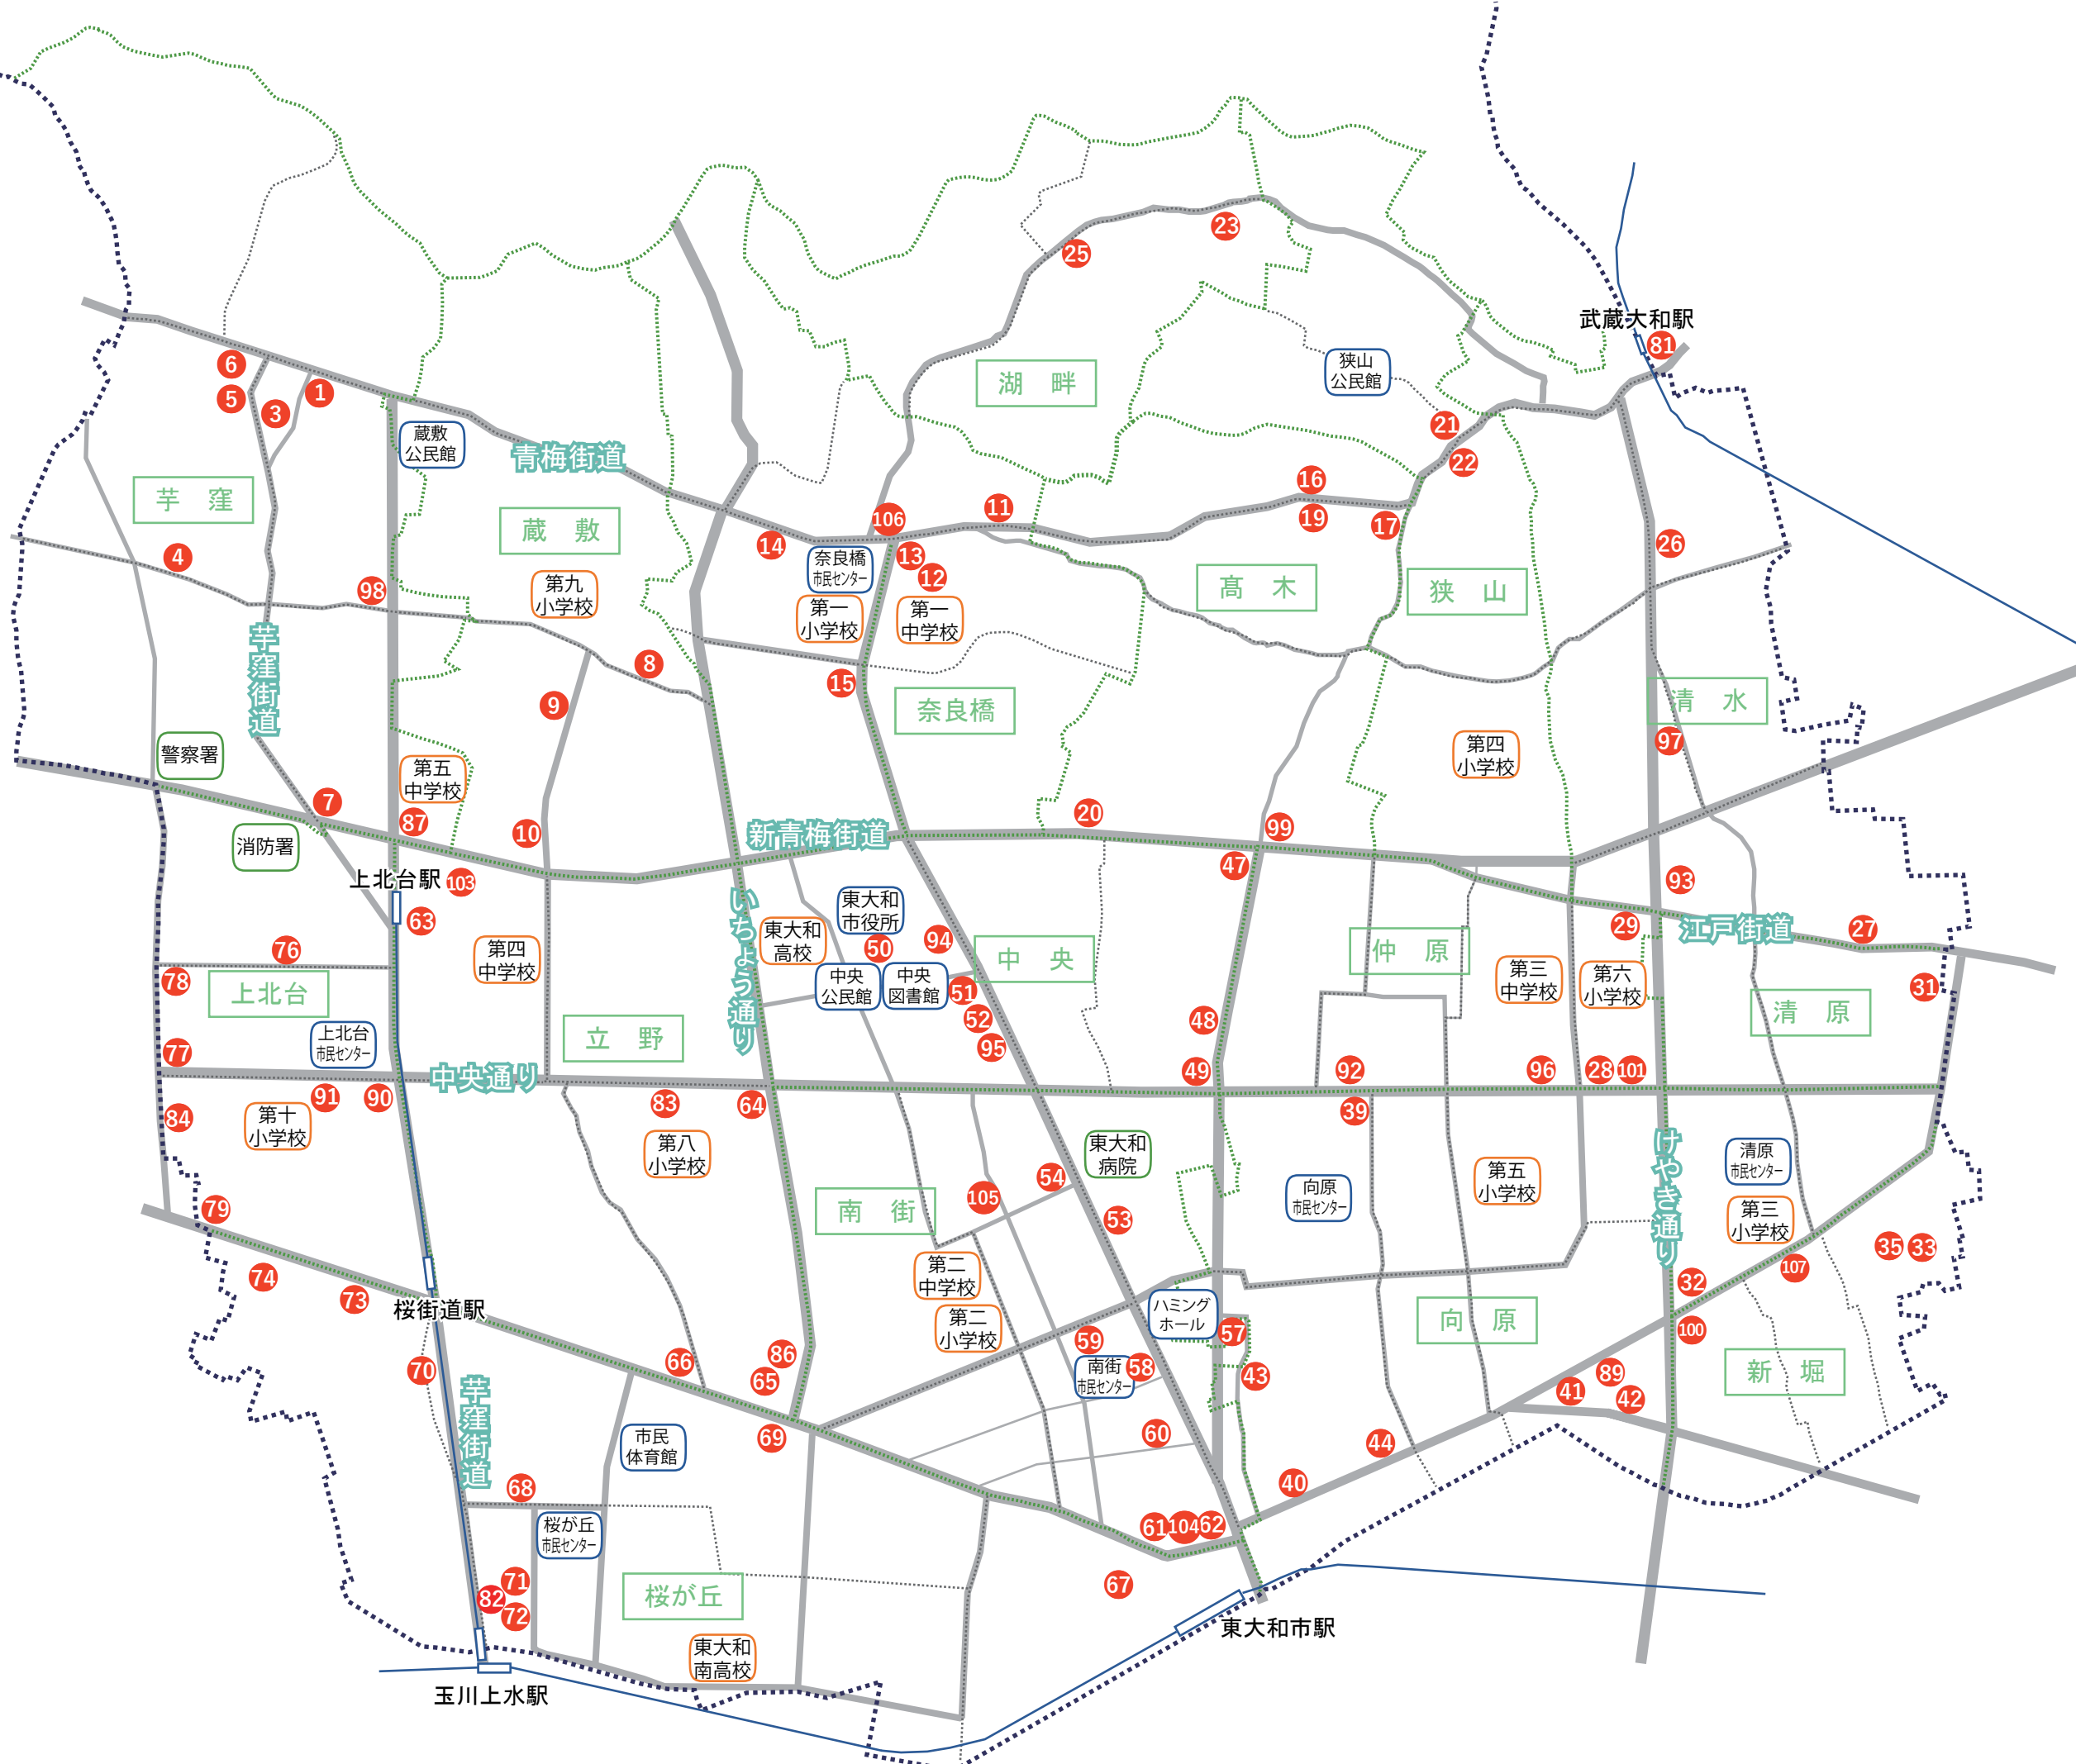 23
25
武蔵大和駅
81
6
1
5
3
湖　畔
狭山
公民館
21
22
蔵敷
公民館
青梅街道
芋　窪
16
11
106
19
17
蔵　敷
14
13
12
26
4
98
第九
小学校
奈良橋
市民センター
第一
小学校
第一
中学校
髙　木
狭　山
芋窪街道
8
15
9
奈良橋
清　水
97
警察署
第四
小学校
第五
中学校
7
87
10
新青梅街道
20
99
消防署
上北台駅
103
63
47
93
いちょう通り
東大和
市役所
50
94
東大和
高校
29
江戸街道
27
76
78
第四
中学校
中央
公民館
中央
図書館
51
中　央
仲　原
第三
中学校
第六
小学校
31
上北台
52
48
清　原
上北台
市民センター
立　野
95
77
中央通り
49
92
96
28
101
91
90
83
64
39
84
第十
小学校
第八
小学校
東大和
病院
けやき通り
清原
市民センター
54
105
向原
市民センター
第五
小学校
79
南　街
53
第三
小学校
35
33
74
73
第二
中学校
107
32
桜街道駅
ハミング
ホール
第二
小学校
向　原
57
100
59
86
66
65
70
南街
市民センター
58
43
新　堀
89
41
42
芋窪街道
69
市民
体育館
60
44
68
40
桜が丘
市民センター
61
104
62
71
82
72
桜が丘
67
東大和市駅
東大和
南高校
玉川上水駅